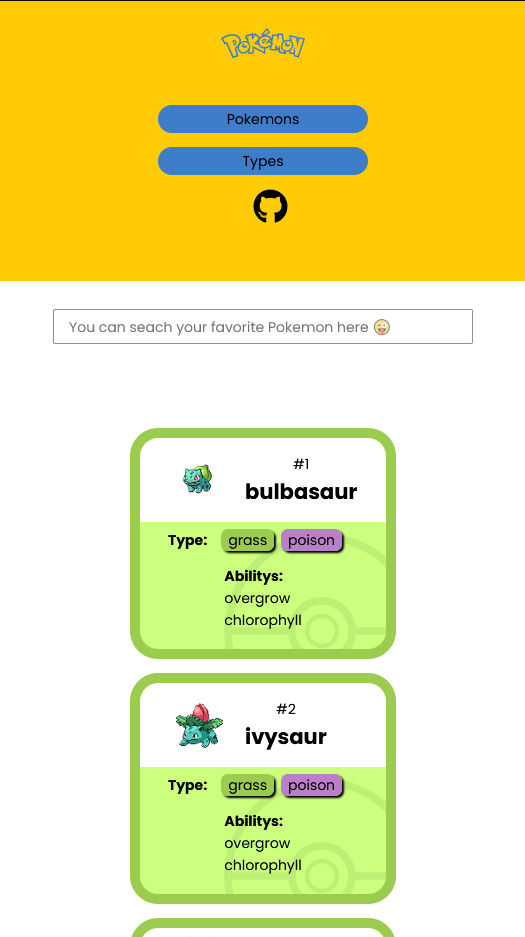 POKéMON
Pokemons
Types
You can seach your favorite Pokemon here 😜
#1
bulbasaur
Type: grass poison
Abilitys:
overgrow
chlorophyll
#2
ivysaur
Type: grass poison
Abilitys:
overgrow
chlorophyll